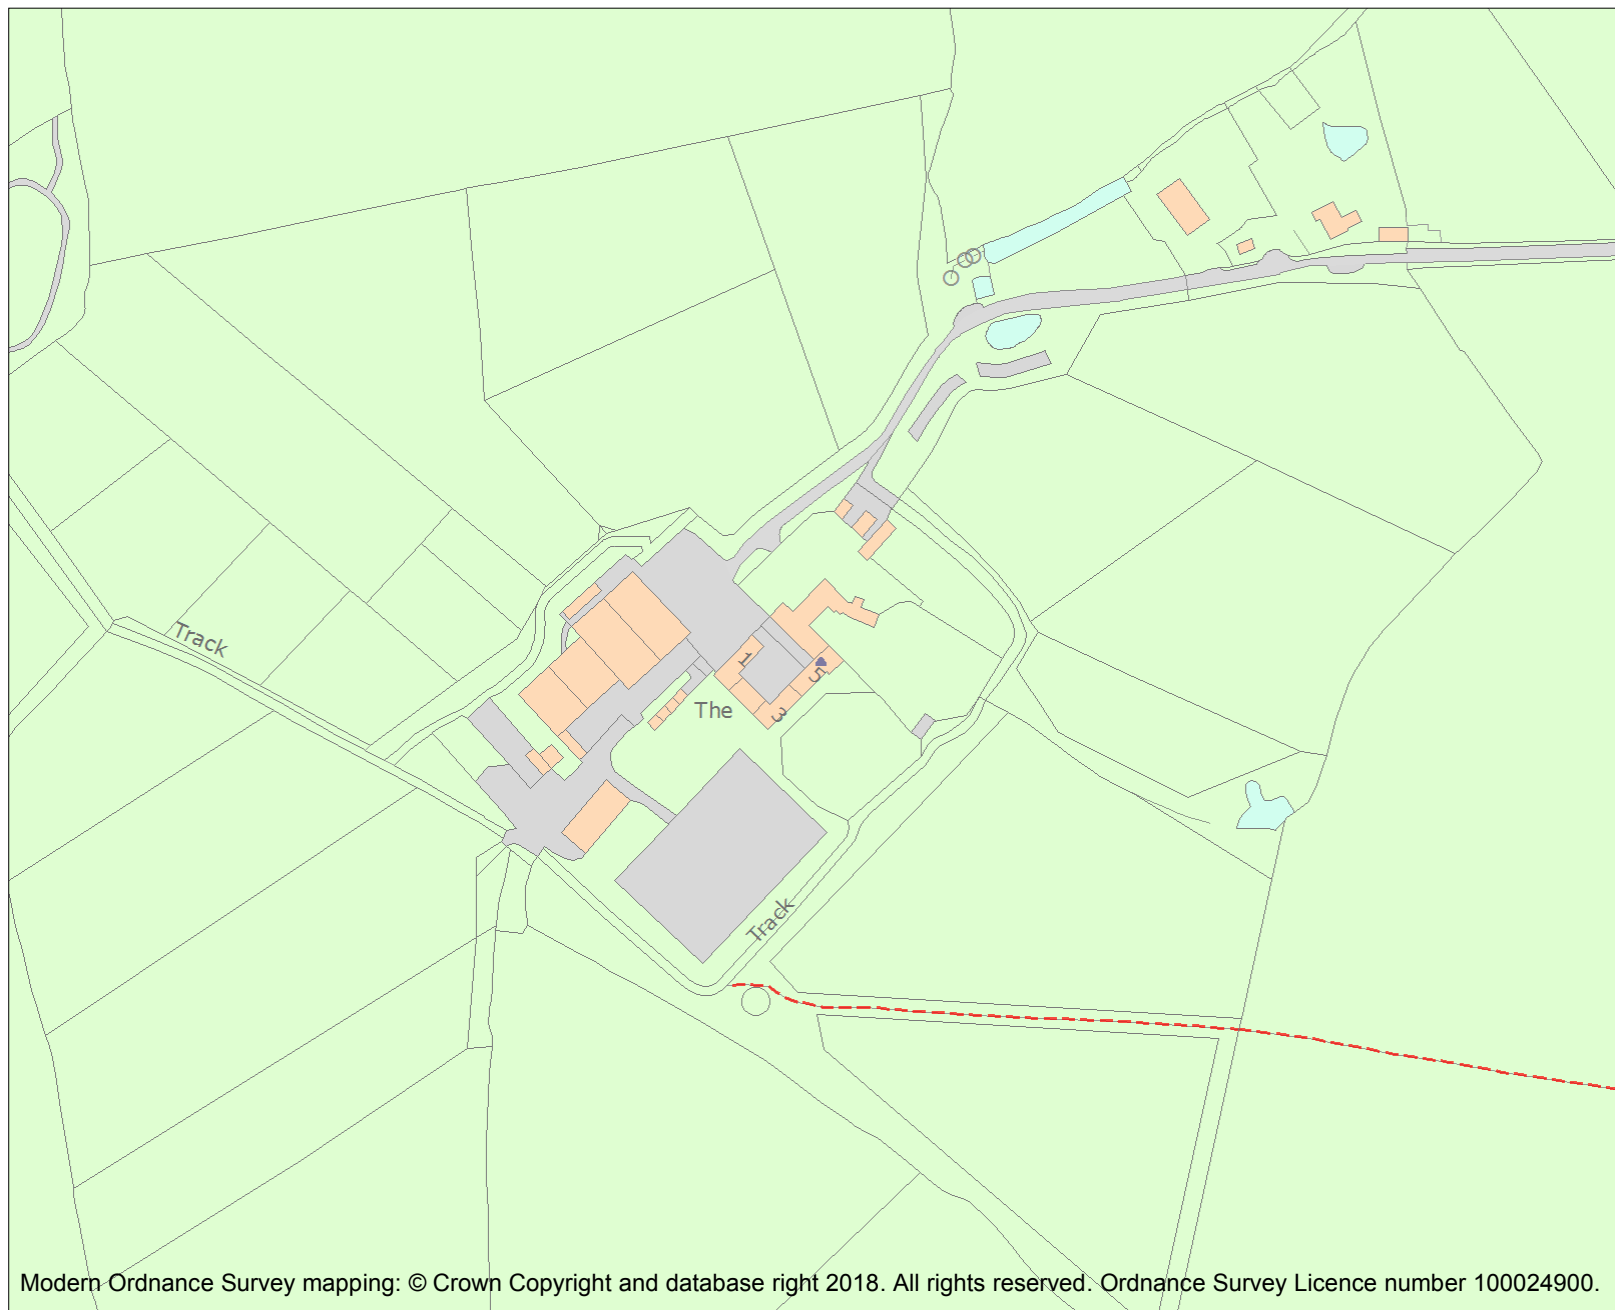 Track
1
5
The
3
Track
Modern Ordnance Survey mapping: © Crown Copyright and database right 2018. All rights reserved. Ordnance Survey Licence number 100024900.